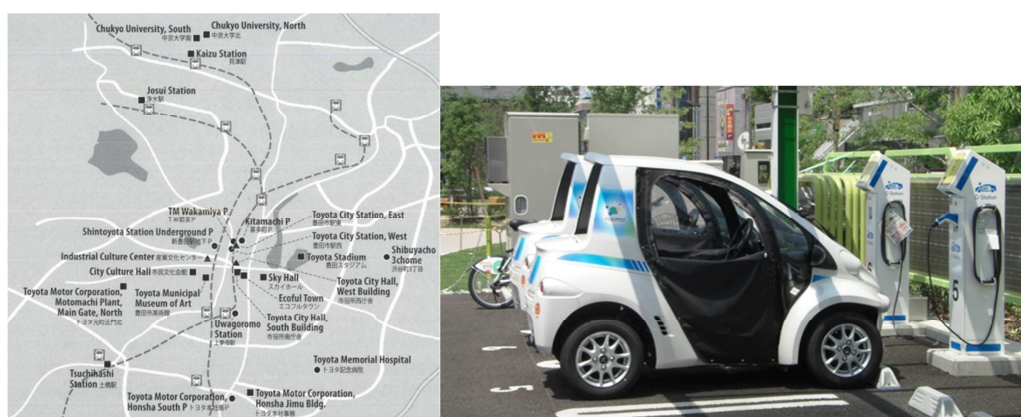 Chukyo University, South
中京大学南
Chukyo University, North
中京大学北
Kaizu Station
貝津駅
Josui Station
浄水駅
TM Wakamiya P
TM若宮P
Kitamachi P
喜多町P
Toyota City Station, East
豊田市駅東
Shintoyota Station Underground P
新豊田駅地下P
Toyota City Station, West
豊田市駅西
Industrial Culture Center 産業文化センター
Toyota Stadium
豊田スタジアム
Shibuyacho
3chome
渋谷町3丁目
City Culture Hall 市民文化会館
Sky Hall
スカイホール
Toyota City Hall,
West Building
市役所西庁舎
Toyota Motor Corporation,
Motomachi Plant,
Main Gate, North
トヨタ元町正門北
Toyota Municipal
Museum of Art
豊田市美術館
Ecoful Town
エコフルタウン
Toyota City Hall,
South Building
市役所南庁舎
Uwagoromo
Station
上挙母駅
Tsuchihashi
Station 土橋駅
Toyota Memorial Hospital
トヨタ記念病院
Toyota Motor Corporation,
Honsha South P トヨタ本社南P
Toyota Motor Corporation,
Honsha Jimu Bldg.
トヨタ本社事務
G-Station
G-Station
5
5